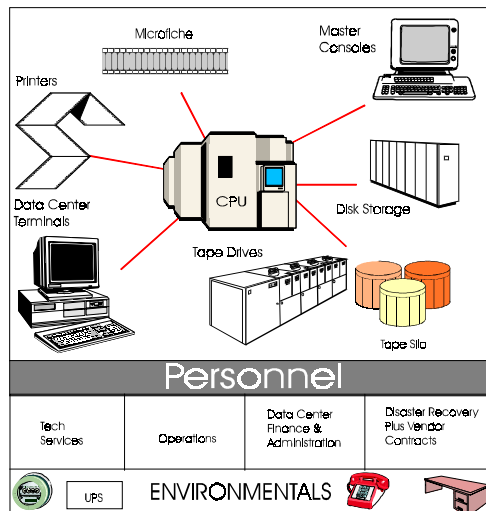 Microfiche
Master
Consoles
Printers
CPU
Data Center
Terminals
Disk Storage
Tape Drives
Tape Silo
Personnel
Tech
Services
Operations
Data Center
Finance &
Administration
Disaster Recovery
Plus Vendor
Contracts
UPS
ENVIRONMENTALS